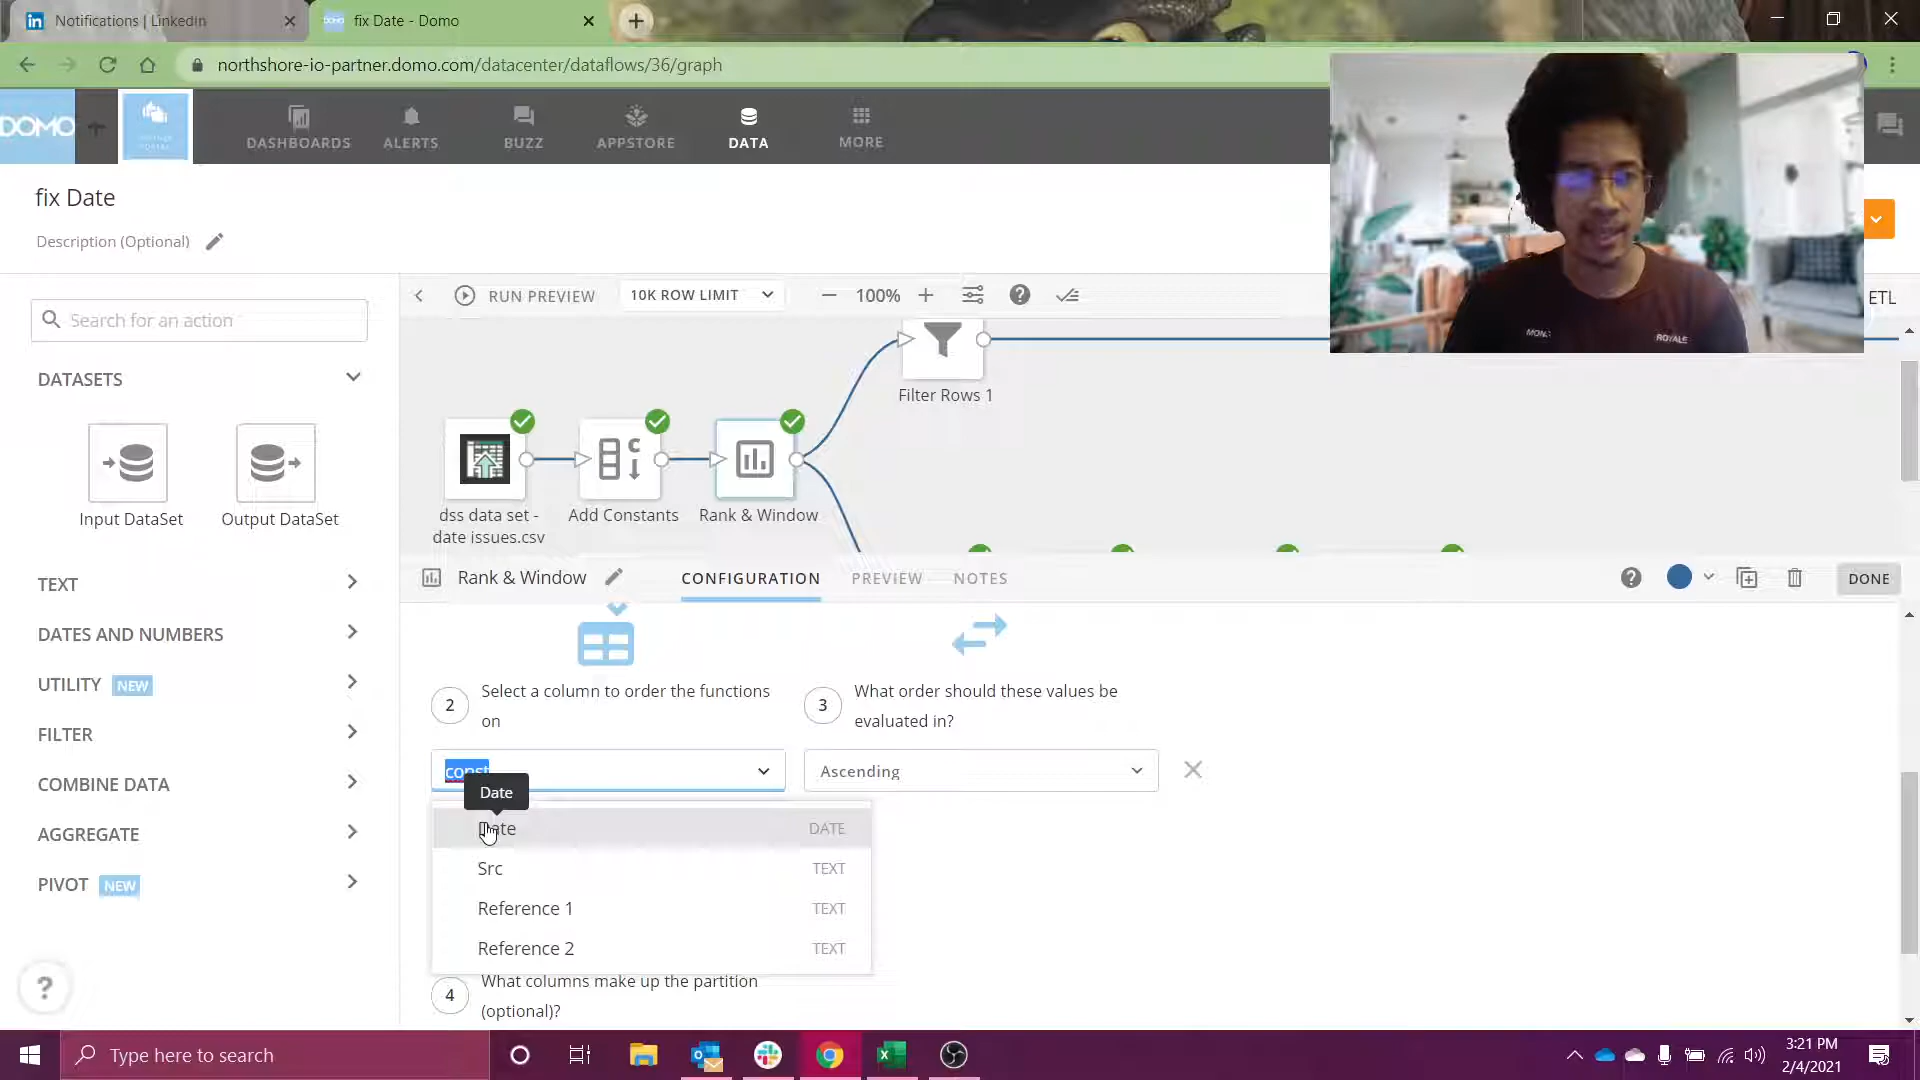 Notifications | LinkedIn
fix Date - Domo
northshore-io-partner.domo.com/datacenter/dataflows/36/graph
DOMO
DASHBOARDS
ALERTS
BUZZ
APPSTORE
DATA
MORE
fix Date
Description (Optional)
RUN PREVIEW
10K ROW LIMIT
100%
ETL
Search for an action
DATASETS
Input DataSet
Output DataSet
TEXT
DATES AND NUMBERS
UTILITY NEW
FILTER
COMBINE DATA
AGGREGATE
PIVOT NEW
Filter Rows 1
dss data set -
date issues.csv
Add Constants
Rank & Window
Rank & Window
CONFIGURATION
PREVIEW
NOTES
DONE
2
Select a column to order the functions
on
3
What order should these values be
evaluated in?
const
Ascending
Date
Date
DATE
Src
TEXT
Reference 1
TEXT
Reference 2
TEXT
4
What columns make up the partition
(optional)?
Type here to search
3:21 PM
2/4/2021
ROYALE